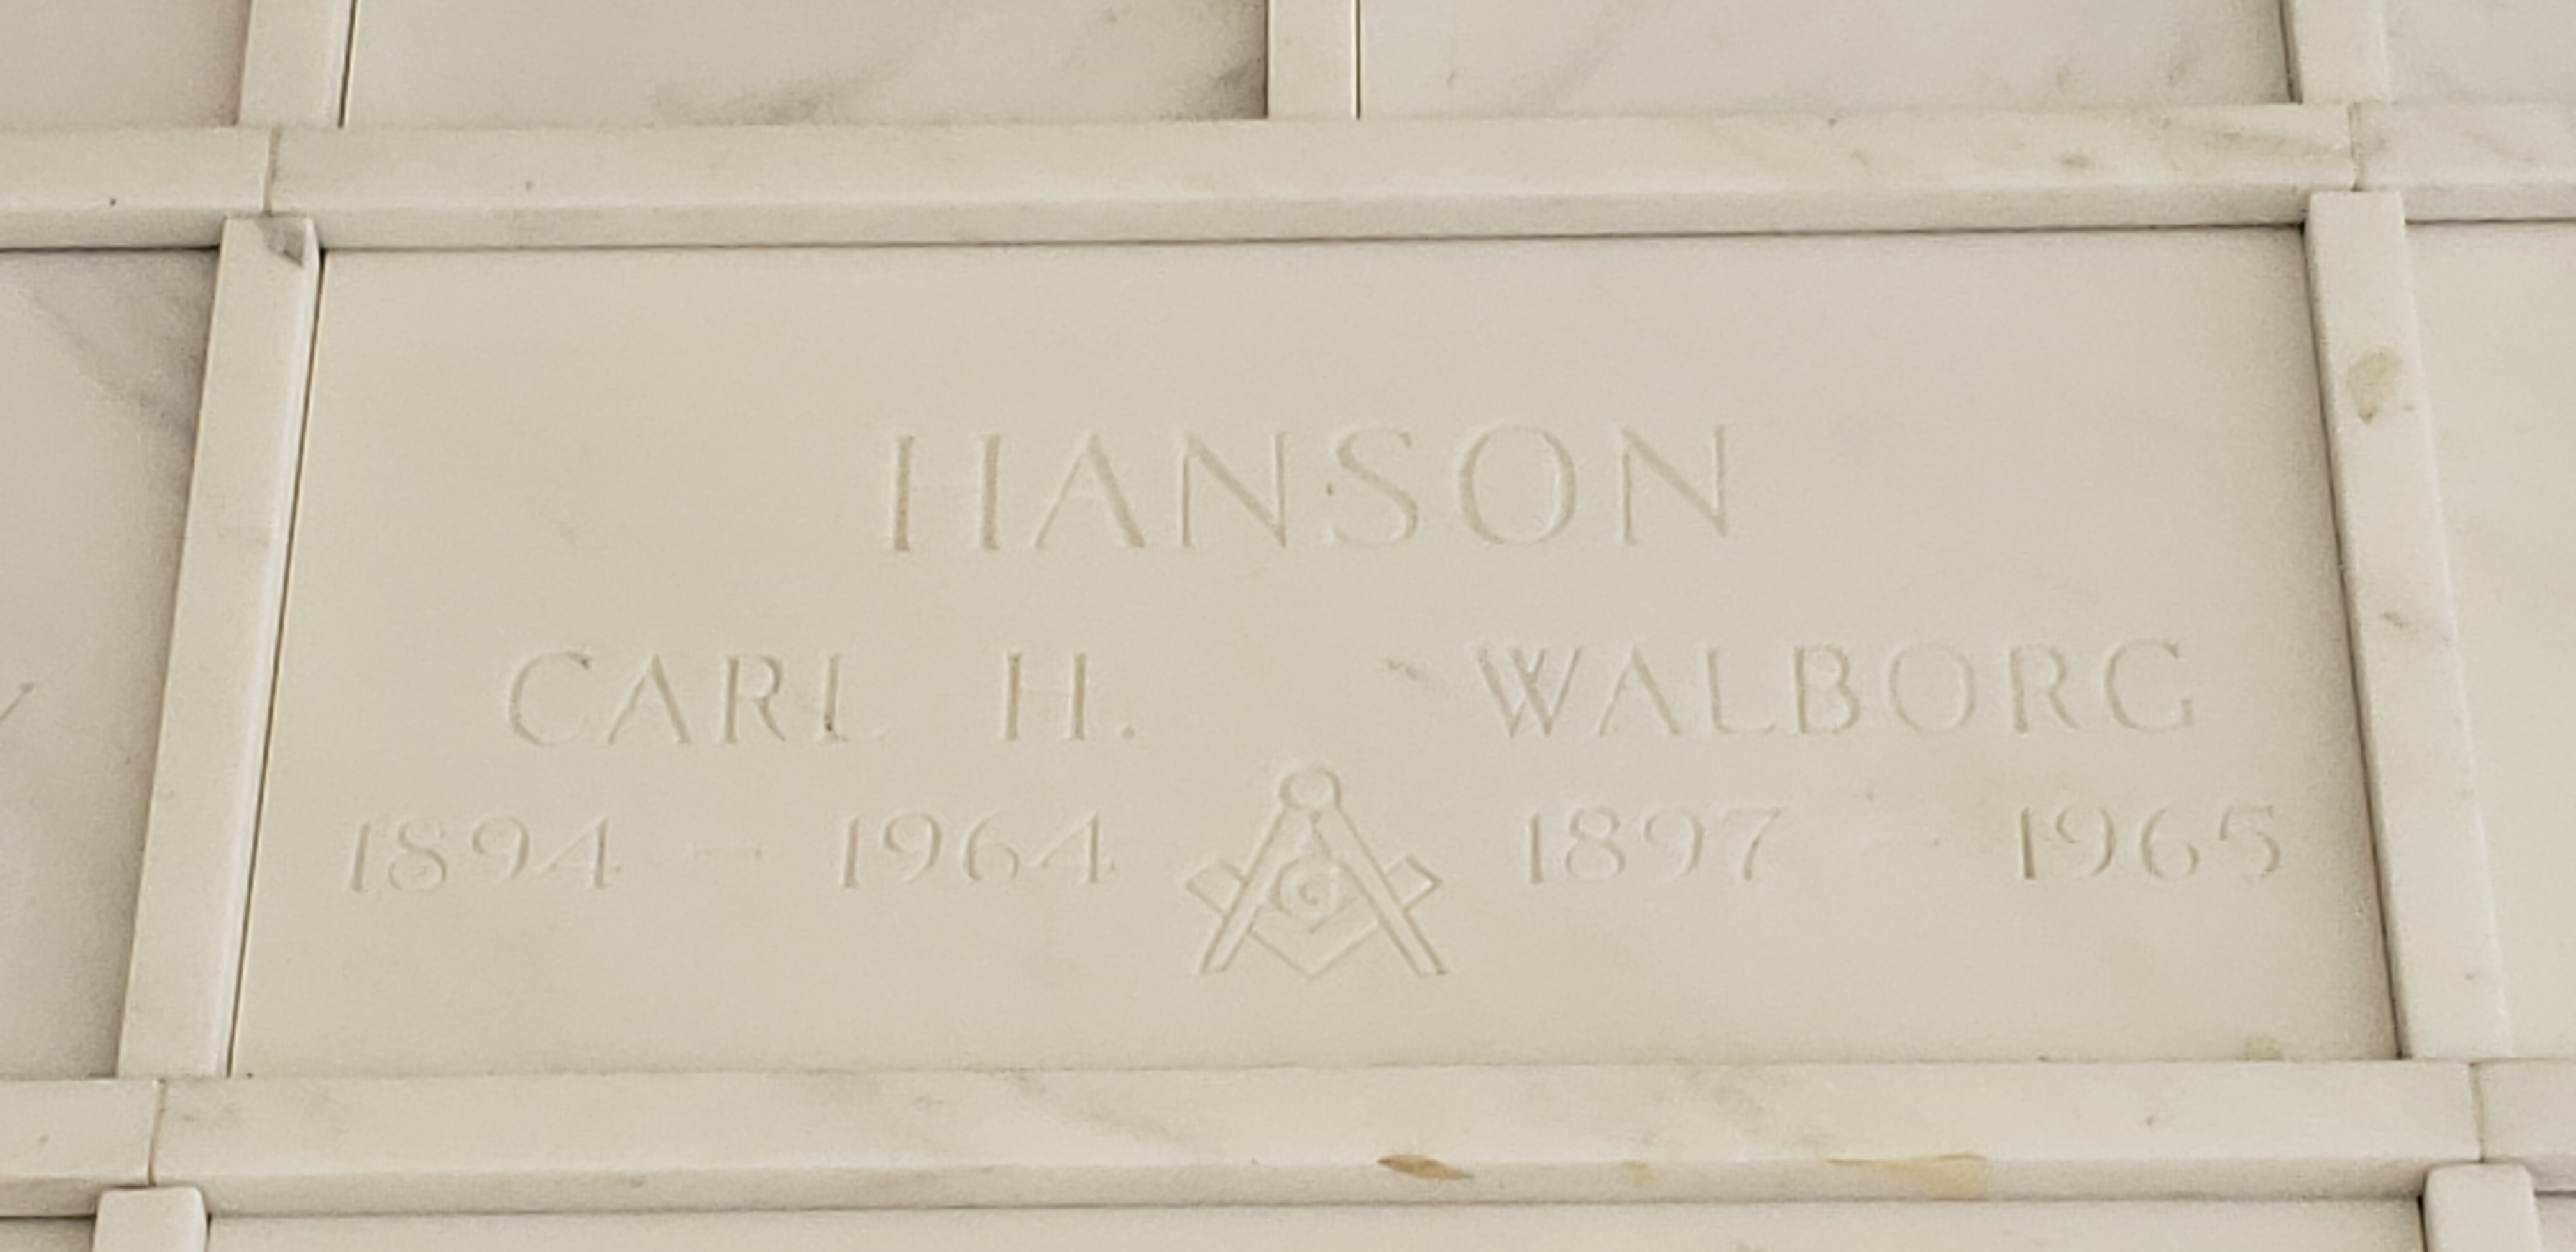 HANSON
CARL H. WALBORG
1894 - 1964 G 1897 1965